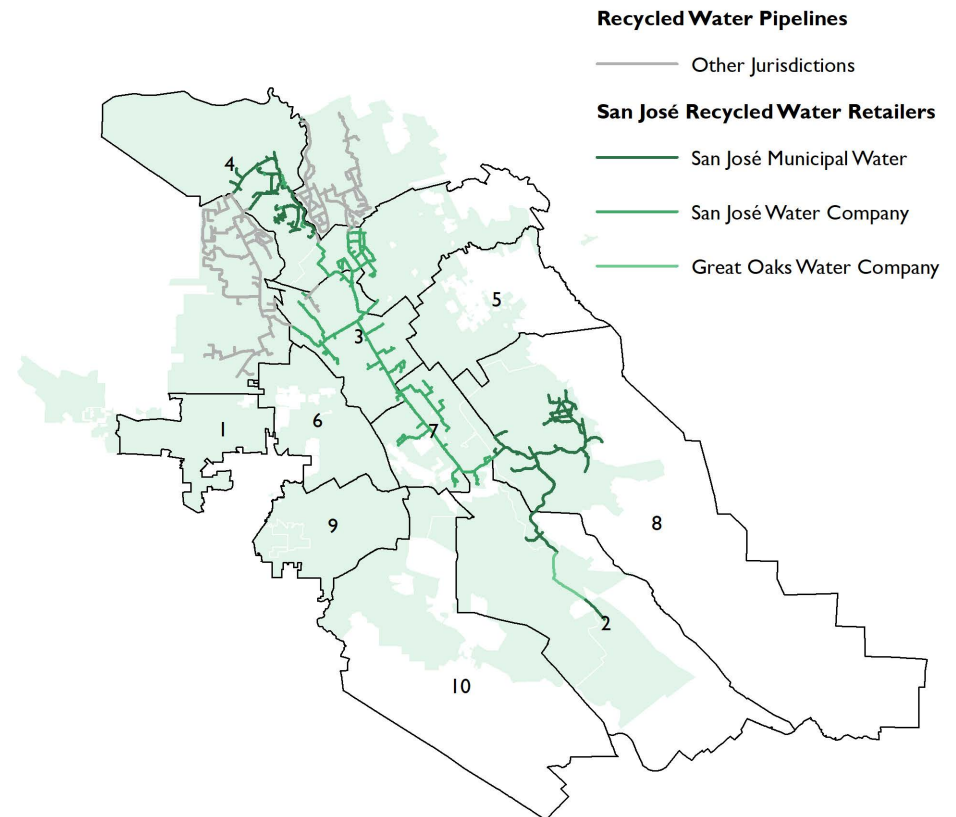 Recycled Water Pipelines
Other Jurisdictions
San José Recycled Water Retailers
San José Municipal Water
San José Water Company
Great Oaks Water Company
4
5
3
6
1
7
9
8
2
10